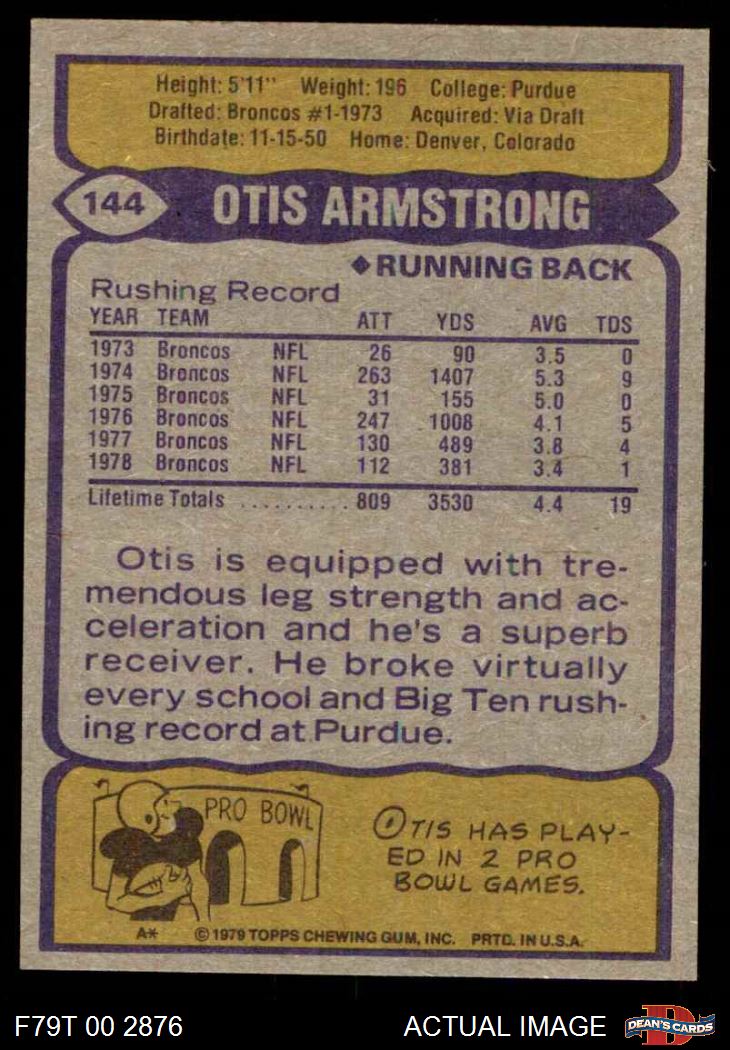 Height: 5'11" Weight: 196 College: Purdue
Drafted: Broncos #1-1973 Acquired: Via Draft
Birthdate: 11-15-50 Home: Denver, Colorado
144 OTIS ARMSTRONG
◆RUNNING BACK
Rushing Record
YEAR TEAM ATT YDS AVG TDS
1973 Broncos NFL 26 90 3.5 0
1974 Broncos NFL 263 1407 5.3 9
1975 Broncos NFL 31 155 5.0 0
1976 Broncos NFL 247 1008 4.1 5
1977 Broncos NFL 130 489 3.8 4
1978 Broncos NFL 112 381 3.4 1
Lifetime Totals .......... 809 3530 4.4 19
Otis is equipped with tre-
mendous leg strength and ac-
celeration and he's a superb
receiver. He broke virtually
every school and Big Ten rush-
ing record at Purdue.
PRO BOWL
OTIS HAS PLAY-
ED IN 2 PRO
BOWL GAMES.
A* © 1979 TOPPS CHEWING GUM, INC. PRTD. IN U.S.A.
F79T 00 2876 ACTUAL IMAGE D DEAN'S CARDS